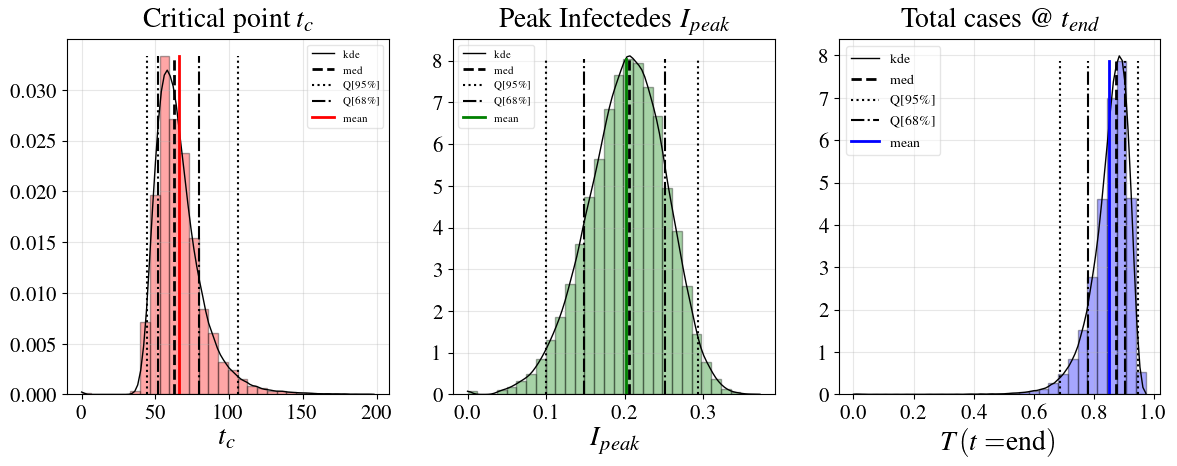 Critical point t_c
0.030
0.025
0.020
0.015
0.010
0.005
0.000
kde
med
Q[95%]
Q[68%]
mean
0 50 100 150 200
t_c
Peak Infectedes I_peak
8
7
6
5
4
3
2
1
0
kde
med
Q[95%]
Q[68%]
mean
0.0 0.1 0.2 0.3
I_peak
Total cases @ t_end
8
7
6
5
4
3
2
1
0
kde
med
Q[95%]
Q[68%]
mean
0.0 0.2 0.4 0.6 0.8 1.0
T(t =end)